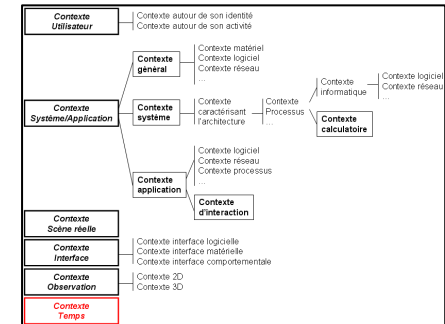 Contexte
Utilisateur
Contexte autour de son identité
Contexte autour de son activité
Contexte
Système/Application
Contexte
général
Contexte matériel
Contexte logiciel
Contexte réseau
...
Contexte
système
Contexte
caractérisant
l'architecture
Contexte
Processus
...
Contexte
informatique
Contexte logiciel
Contexte réseau
...
Contexte
calculatoire
Contexte
application
Contexte logiciel
Contexte réseau
Contexte processus
...
Contexte
d'interaction
Contexte
Scène réelle
Contexte
Interface
Contexte interface logicielle
Contexte interface matérielle
Contexte interface comportementale
Contexte
Observation
Contexte 2D
Contexte 3D
Contexte
Temps